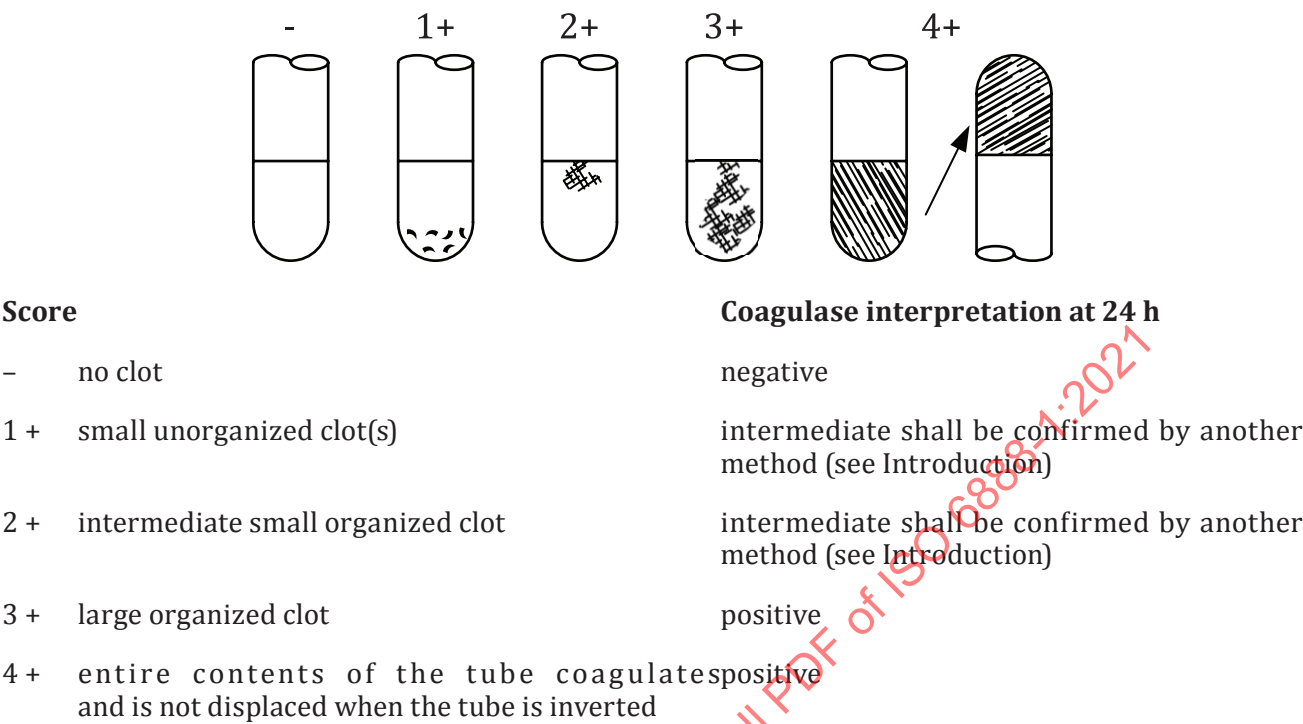 - 1+ 2+ 3+ 4+
Score Coagulase interpretation at 24 h
– no clot negative
1 + small unorganized clot(s) intermediate shall be confirmed by another
method (see Introduction)
2 + intermediate small organized clot intermediate shall be confirmed by another
method (see Introduction)
3 + large organized clot positive
4 + entire contents of the tube coagulates positive
and is not displaced when the tube is inverted
ll PDF of ISO 6888-1:2021